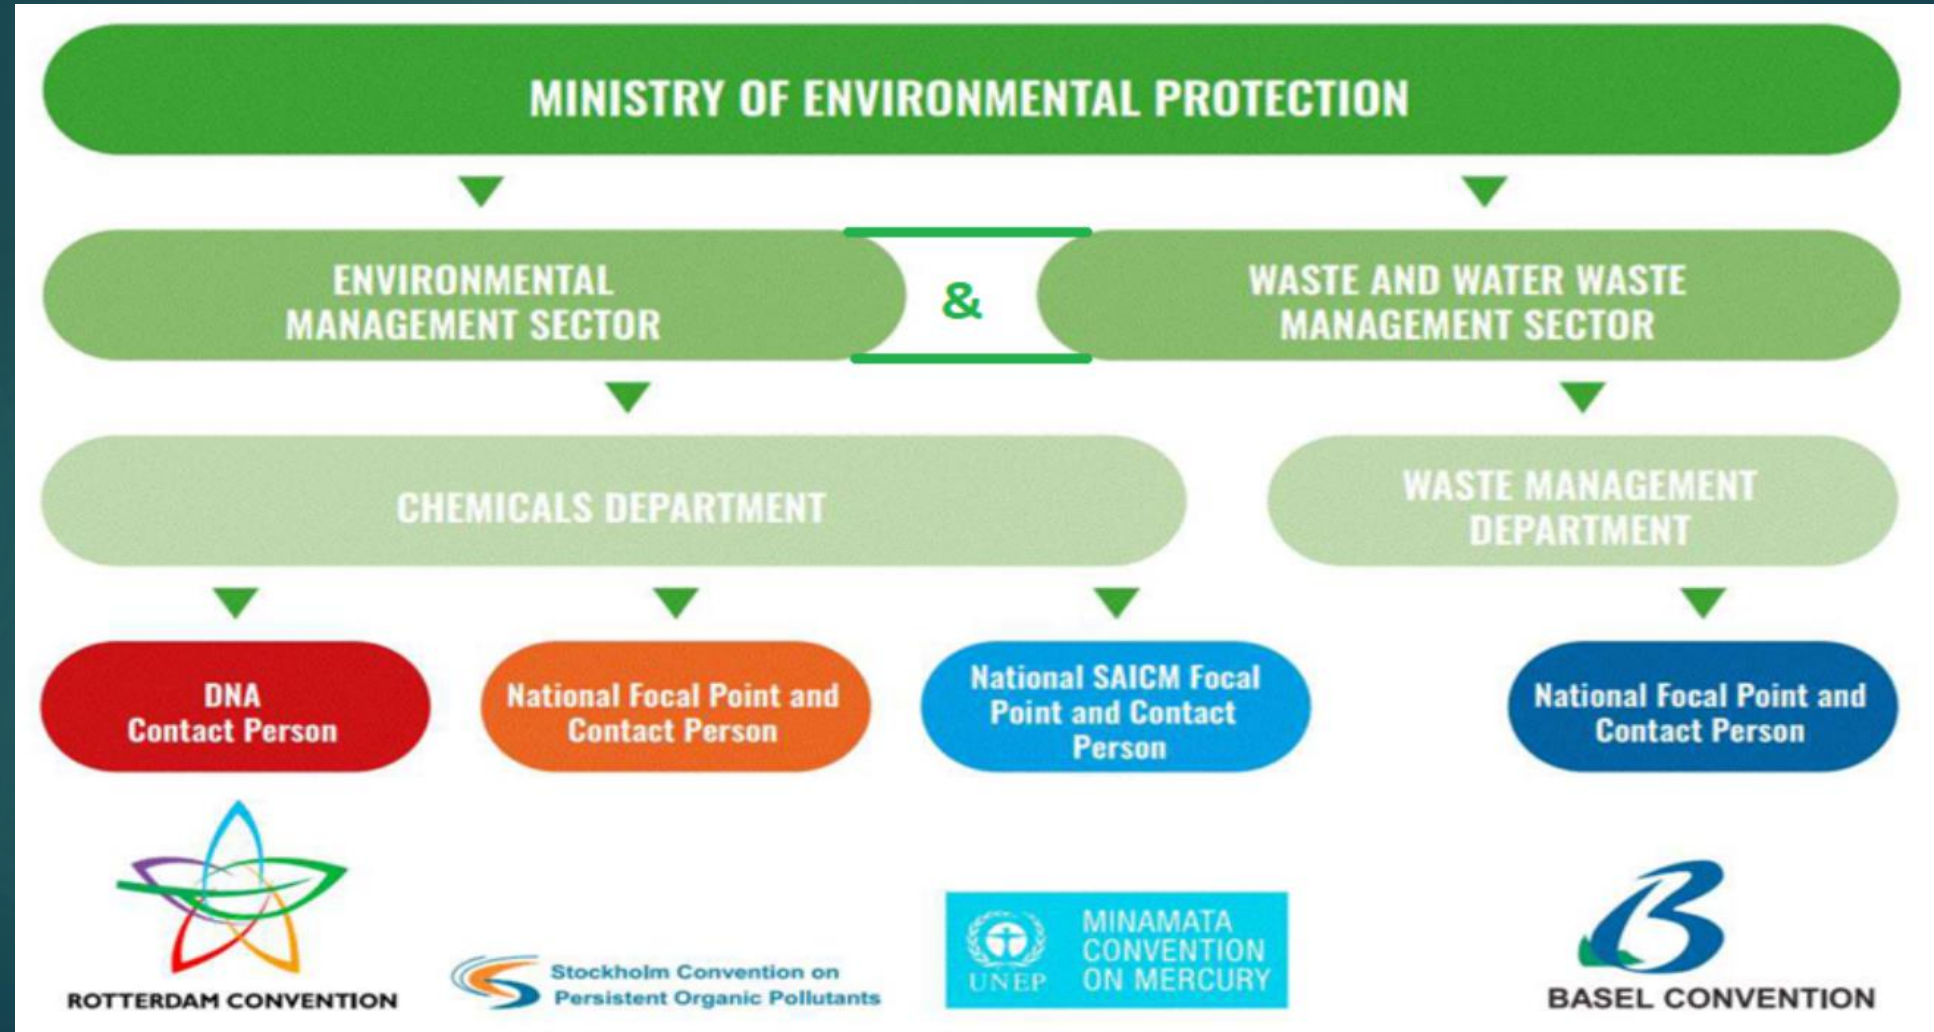 MINISTRY OF ENVIRONMENTAL PROTECTION
ENVIRONMENTAL
MANAGEMENT SECTOR
&
WASTE AND WATER WASTE
MANAGEMENT SECTOR
CHEMICALS DEPARTMENT
WASTE MANAGEMENT
DEPARTMENT
DNA
Contact Person
National Focal Point and
Contact Person
National SAICM Focal
Point and Contact
Person
National Focal Point and
Contact Person
ROTTERDAM CONVENTION
Stockholm Convention on
Persistent Organic Pollutants
UNEP
MINAMATA
CONVENTION
ON MERCURY
BASEL CONVENTION